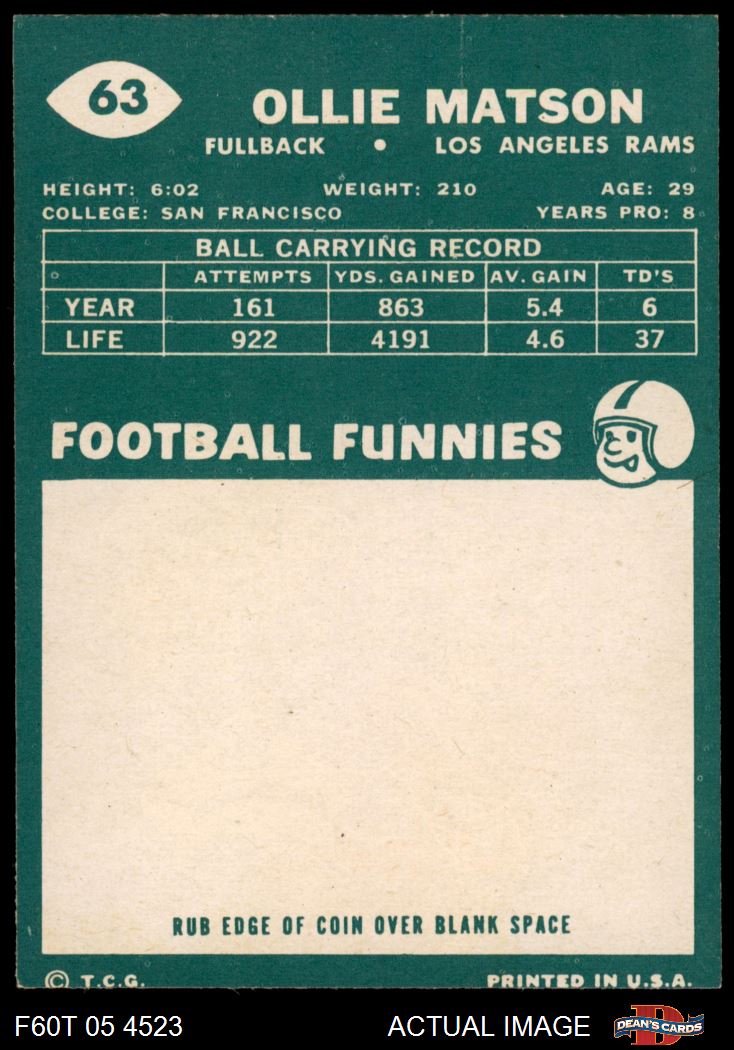 63
OLLIE MATSON
FULLBACK • LOS ANGELES RAMS
HEIGHT: 6:02 WEIGHT: 210 AGE: 29
COLLEGE: SAN FRANCISCO YEARS PRO: 8
BALL CARRYING RECORD
ATTEMPTS YDS. GAINED AV. GAIN TD'S
YEAR 161 863 5.4 6
LIFE 922 4191 4.6 37
FOOTBALL FUNNIES
RUB EDGE OF COIN OVER BLANK SPACE
© T.C.G. PRINTED IN U.S.A.
F60T 05 4523 ACTUAL IMAGE D DEAN'S CARDS